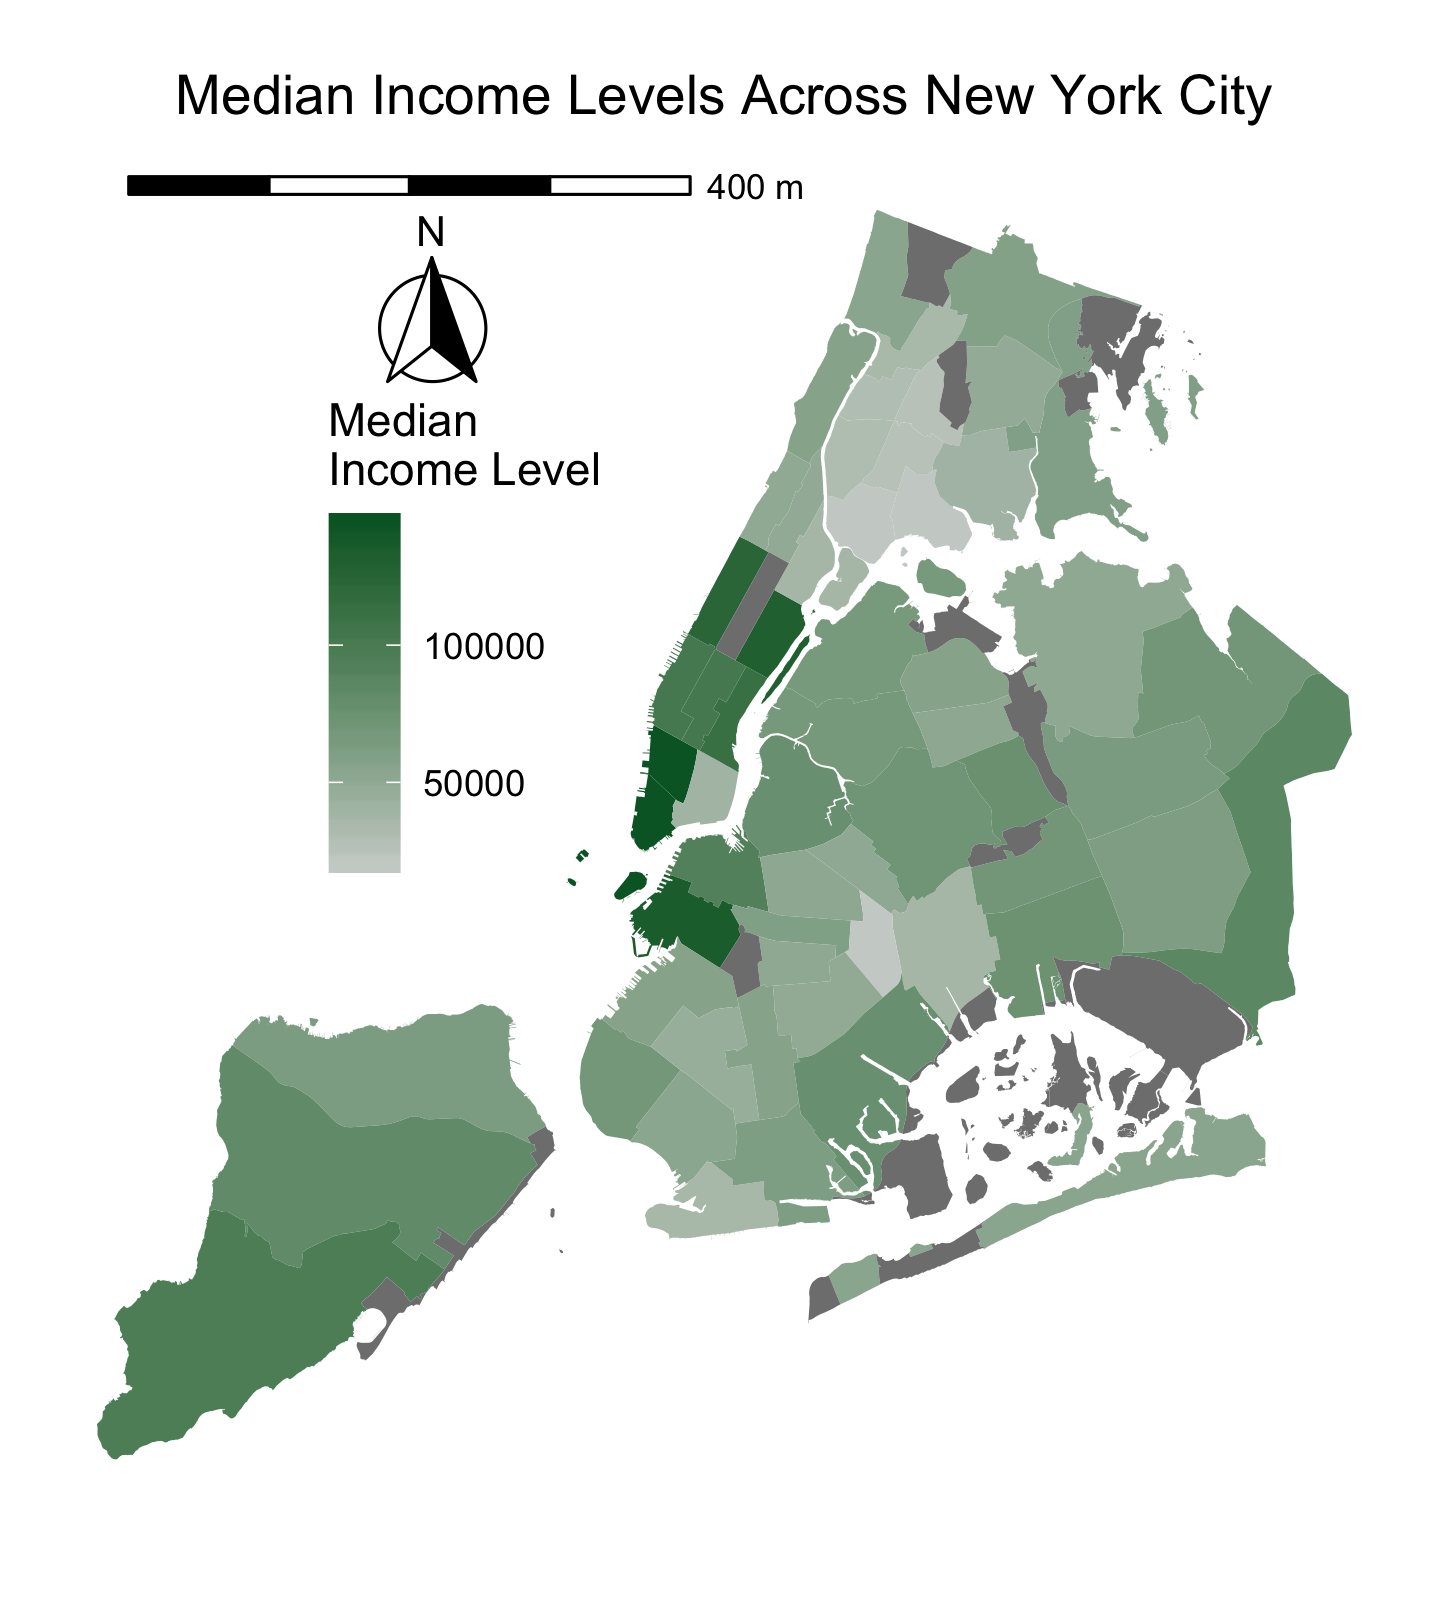 Median Income Levels Across New York City
400 m
N
Median
Income Level
100000
50000